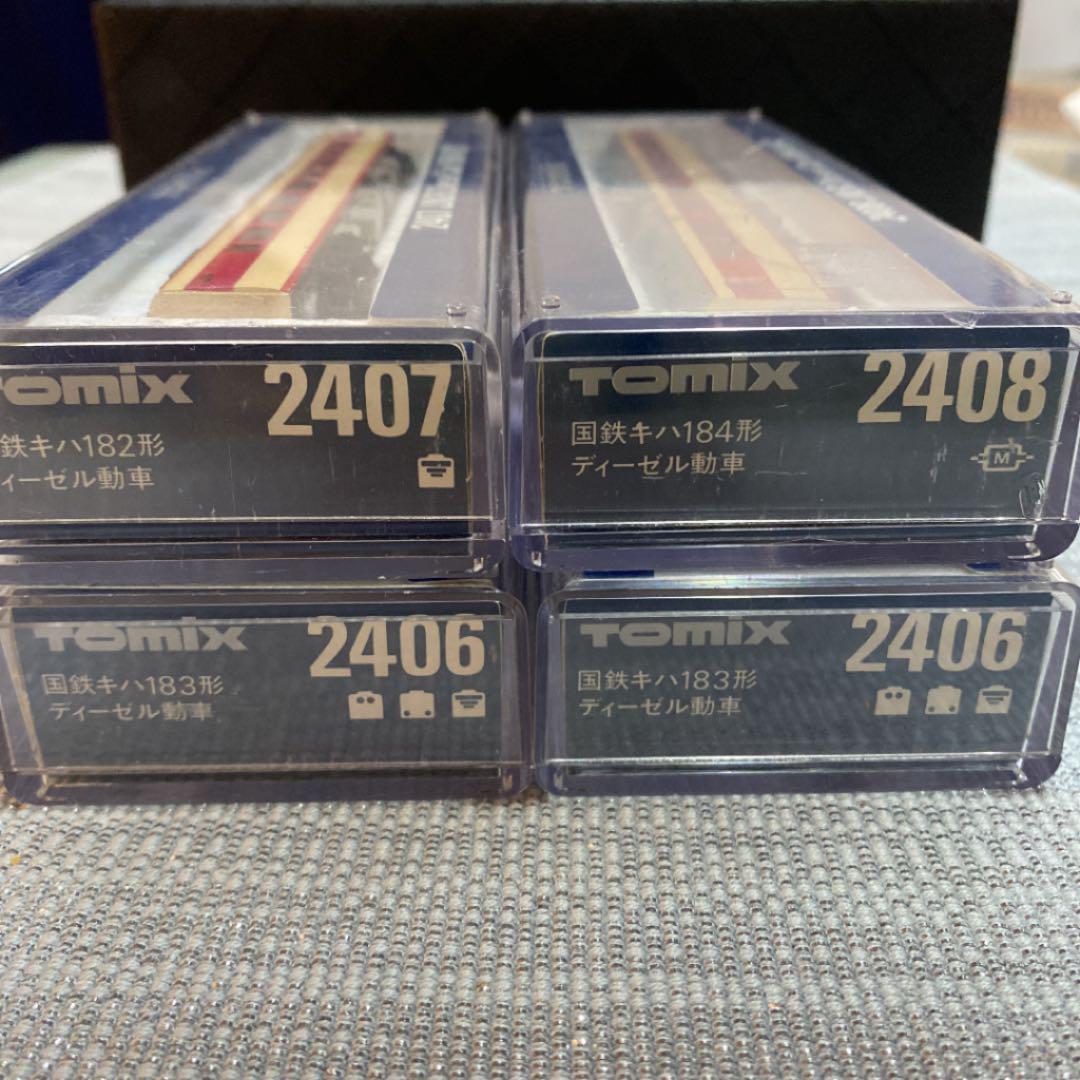 Tomix 2407
国鉄キハ182形
ディーゼル動車
Tomix 2408
国鉄キハ184形
ディーゼル動車
M
Tomix 2406
国鉄キハ183形
ディーゼル動車
Tomix 2406
国鉄キハ183形
ディーゼル動車